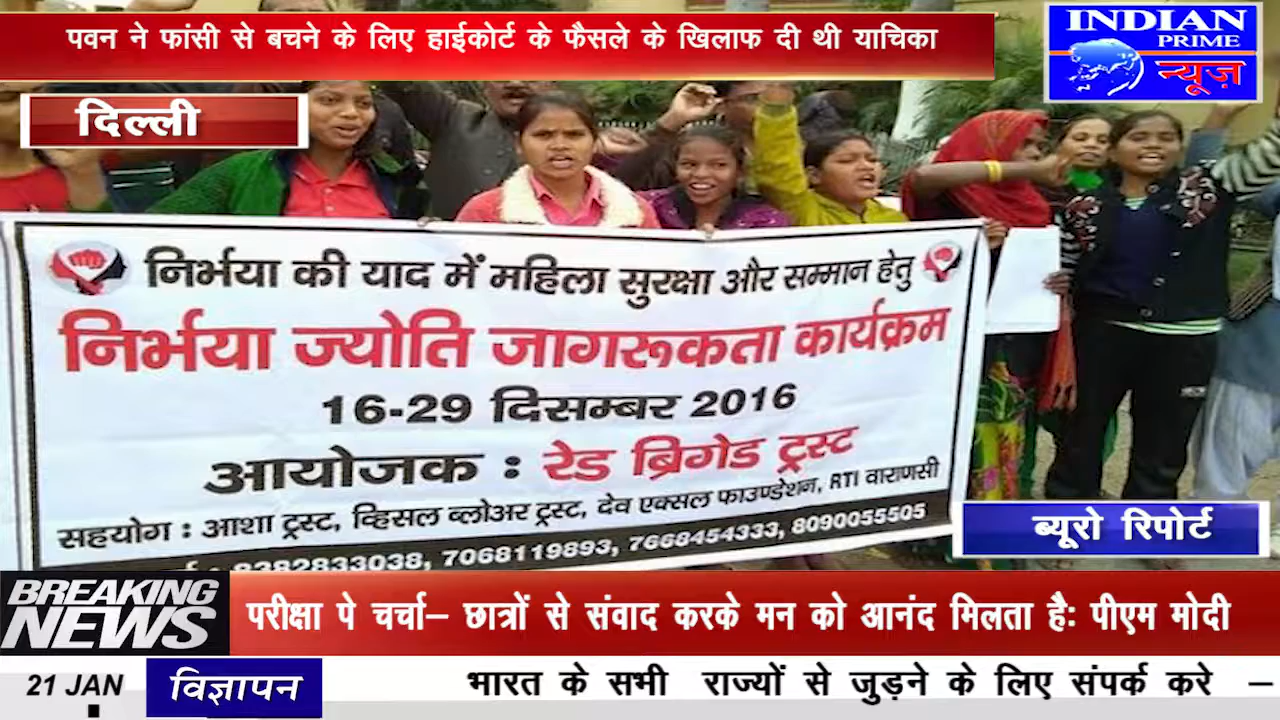 पवन ने फांसी से बचने के लिए हाईकोर्ट के फैसले के खिलाफ दी थी याचिका
INDIAN
PRIME
न्यूज़
दिल्ली
निर्भया की याद में महिला सुरक्षा और सम्मान हेतु
निर्भया ज्योति जागरूकता कार्यक्रम
16-29 दिसम्बर 2016
आयोजक : रेड ब्रिगेड ट्रस्ट
सहयोग : आशा ट्रस्ट, व्हिसल ब्लोअर ट्रस्ट, देव एक्सल फाउण्डेशन, RTI वाराणसी
7068119893, 7668454333, 8090055505
ब्यूरो रिपोर्ट
BREAKING
NEWS
परीक्षा पे चर्चा– छात्रों से संवाद करके मन को आनंद मिलता है: पीएम मोदी
21 JAN
विज्ञापन
भारत के सभी राज्यों से जुड़ने के लिए संपर्क करे –